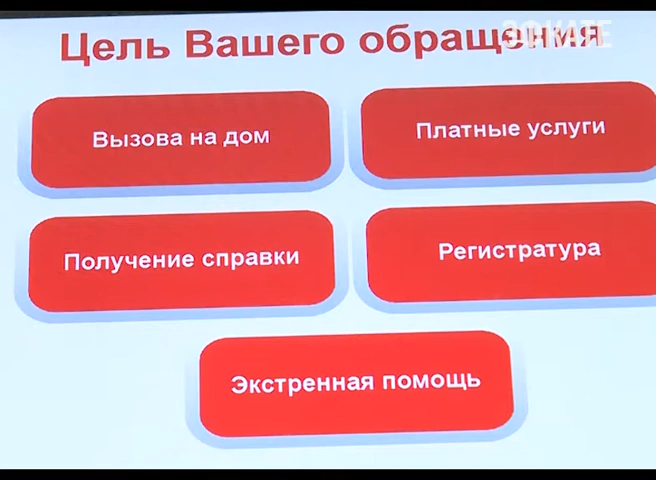 Цель Вашего обращения
Вызова на дом
Платные услуги
Получение справки
Регистратура
Экстренная помощь